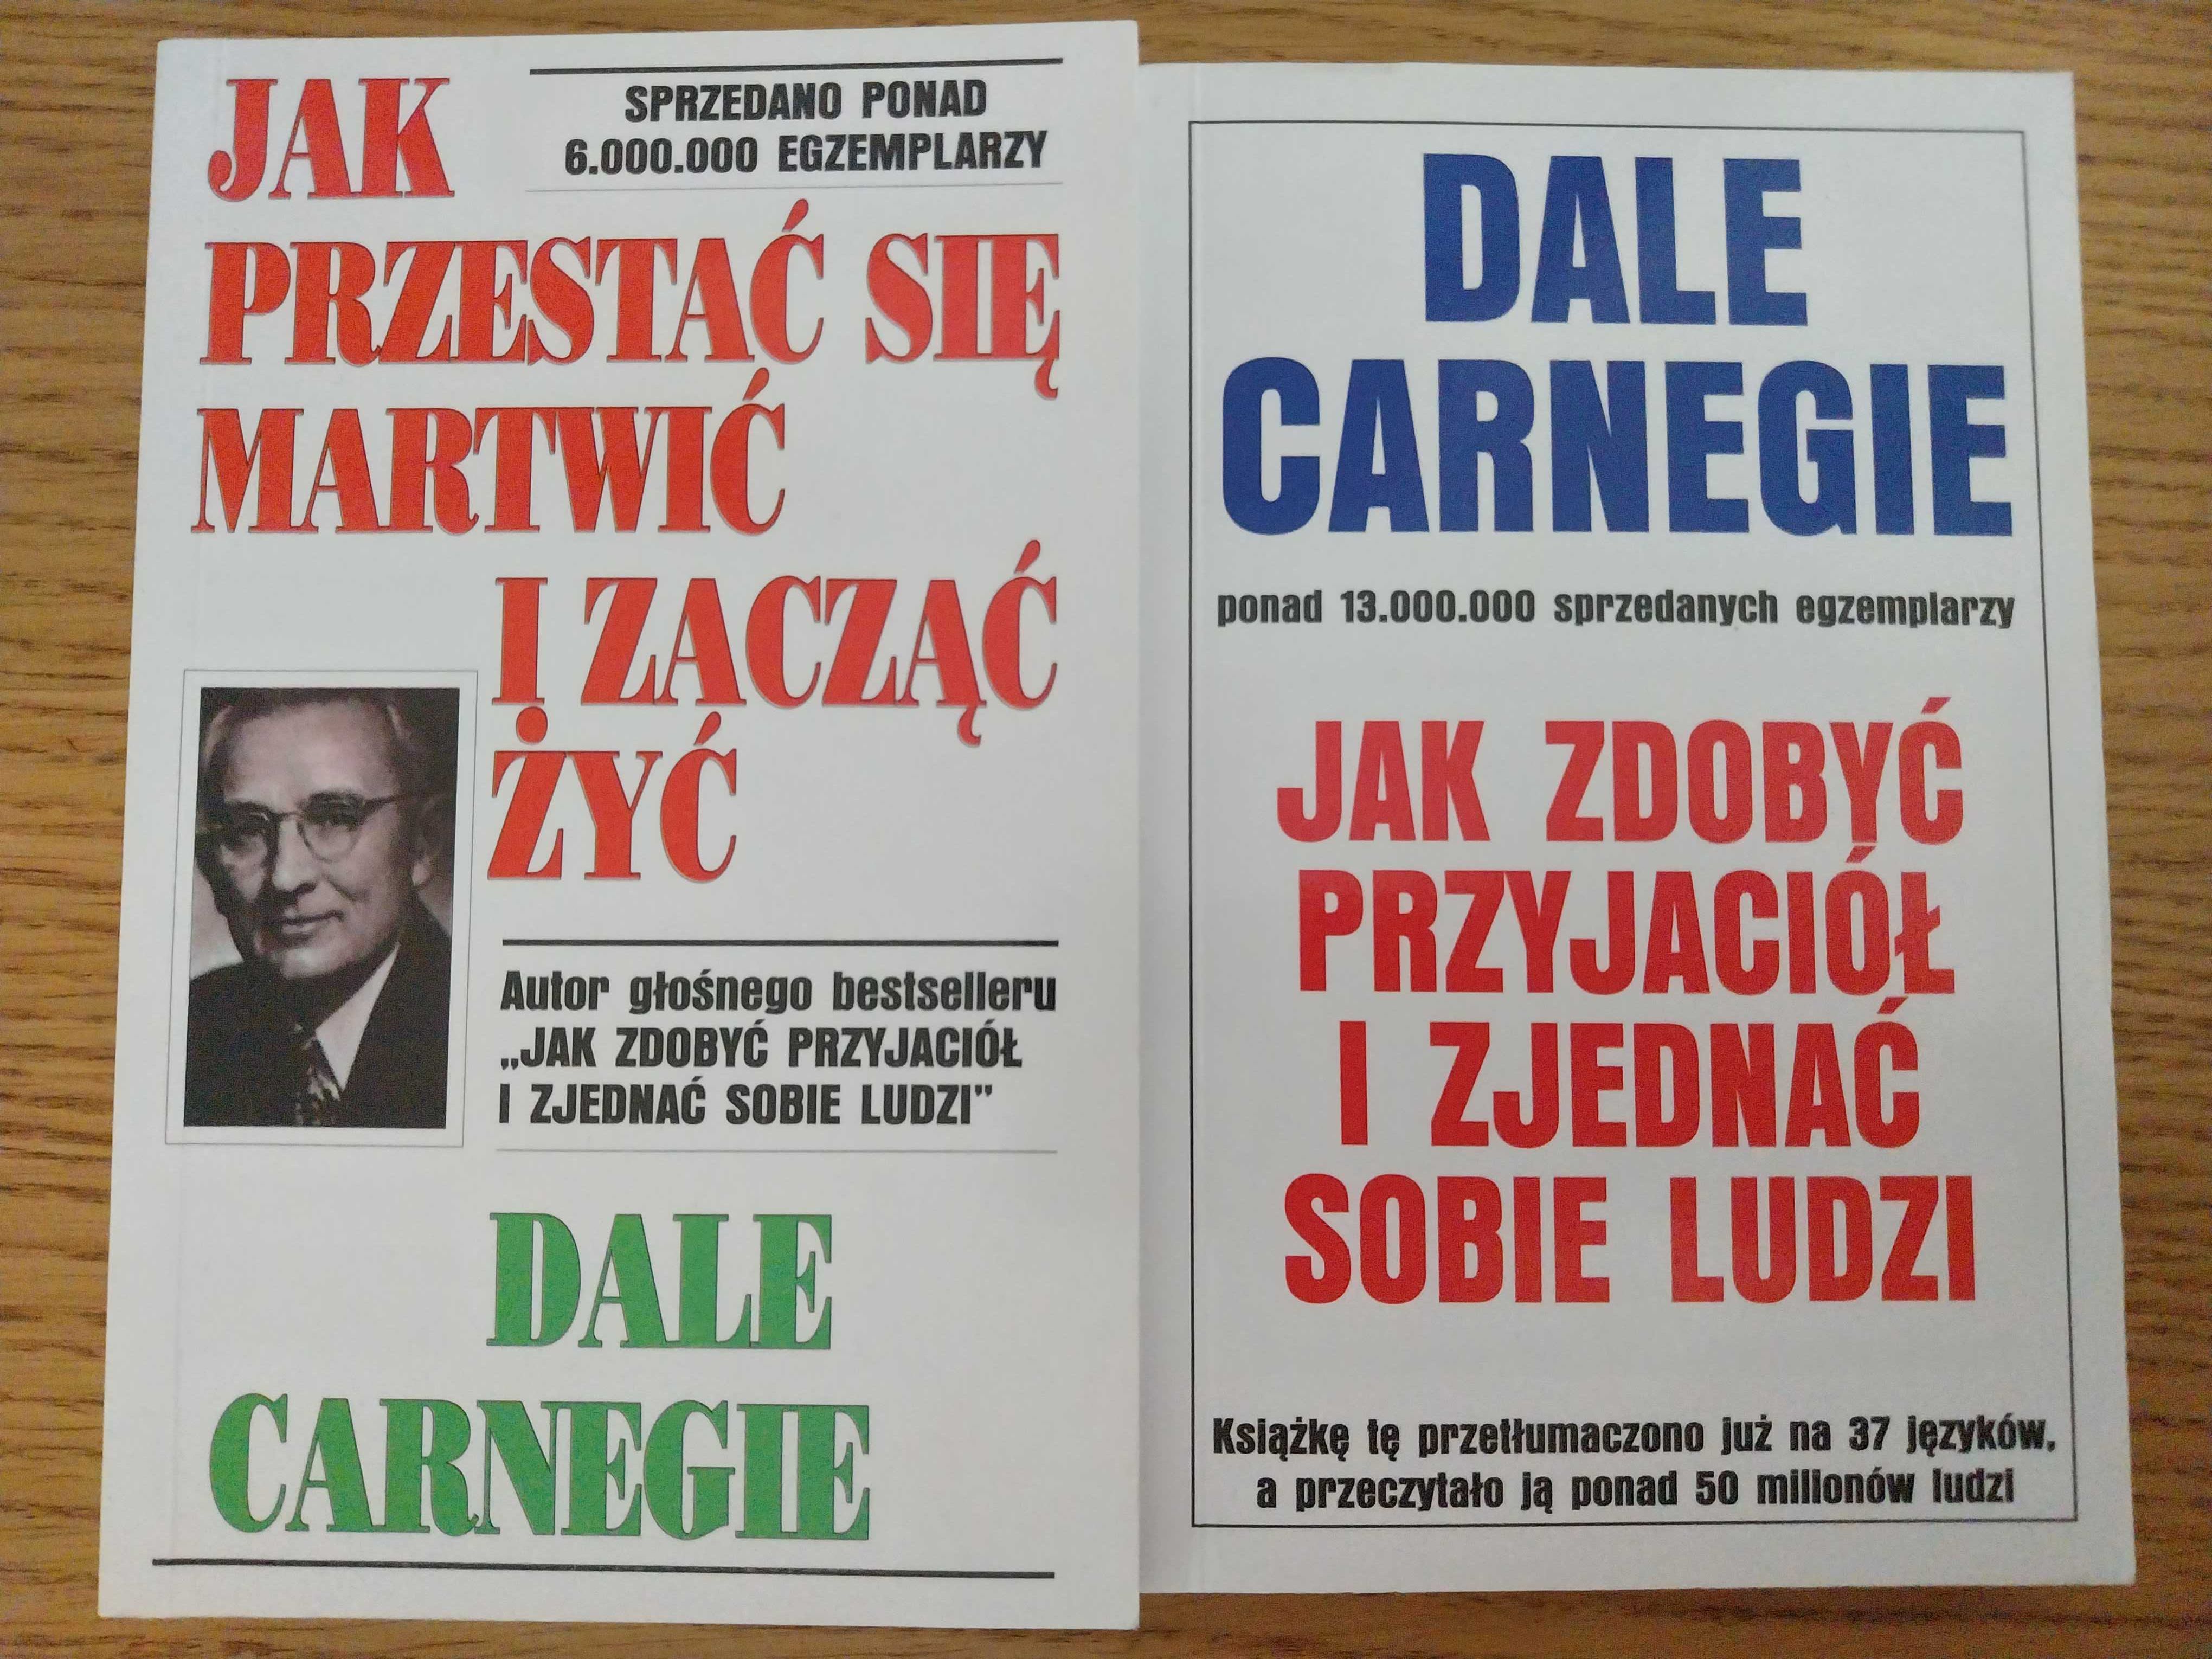 JAK
SPRZEDANO PONAD
6.000.000 EGZEMPLARZY
PRZESTAĆ SIĘ
MARTWIĆ
I ZACZĄĆ
ŻYĆ
Autor głośnego bestselleru
„JAK ZDOBYĆ PRZYJACIÓŁ
I ZJEDNAĆ SOBIE LUDZI”
DALE
CARNEGIE
DALE
CARNEGIE
ponad 13.000.000 sprzedanych egzemplarzy
JAK ZDOBYĆ
PRZYJACIÓŁ
I ZJEDNAĆ
SOBIE LUDZI
Książkę tę przetłumaczono już na 37 języków,
a przeczytało ją ponad 50 milionów ludzi